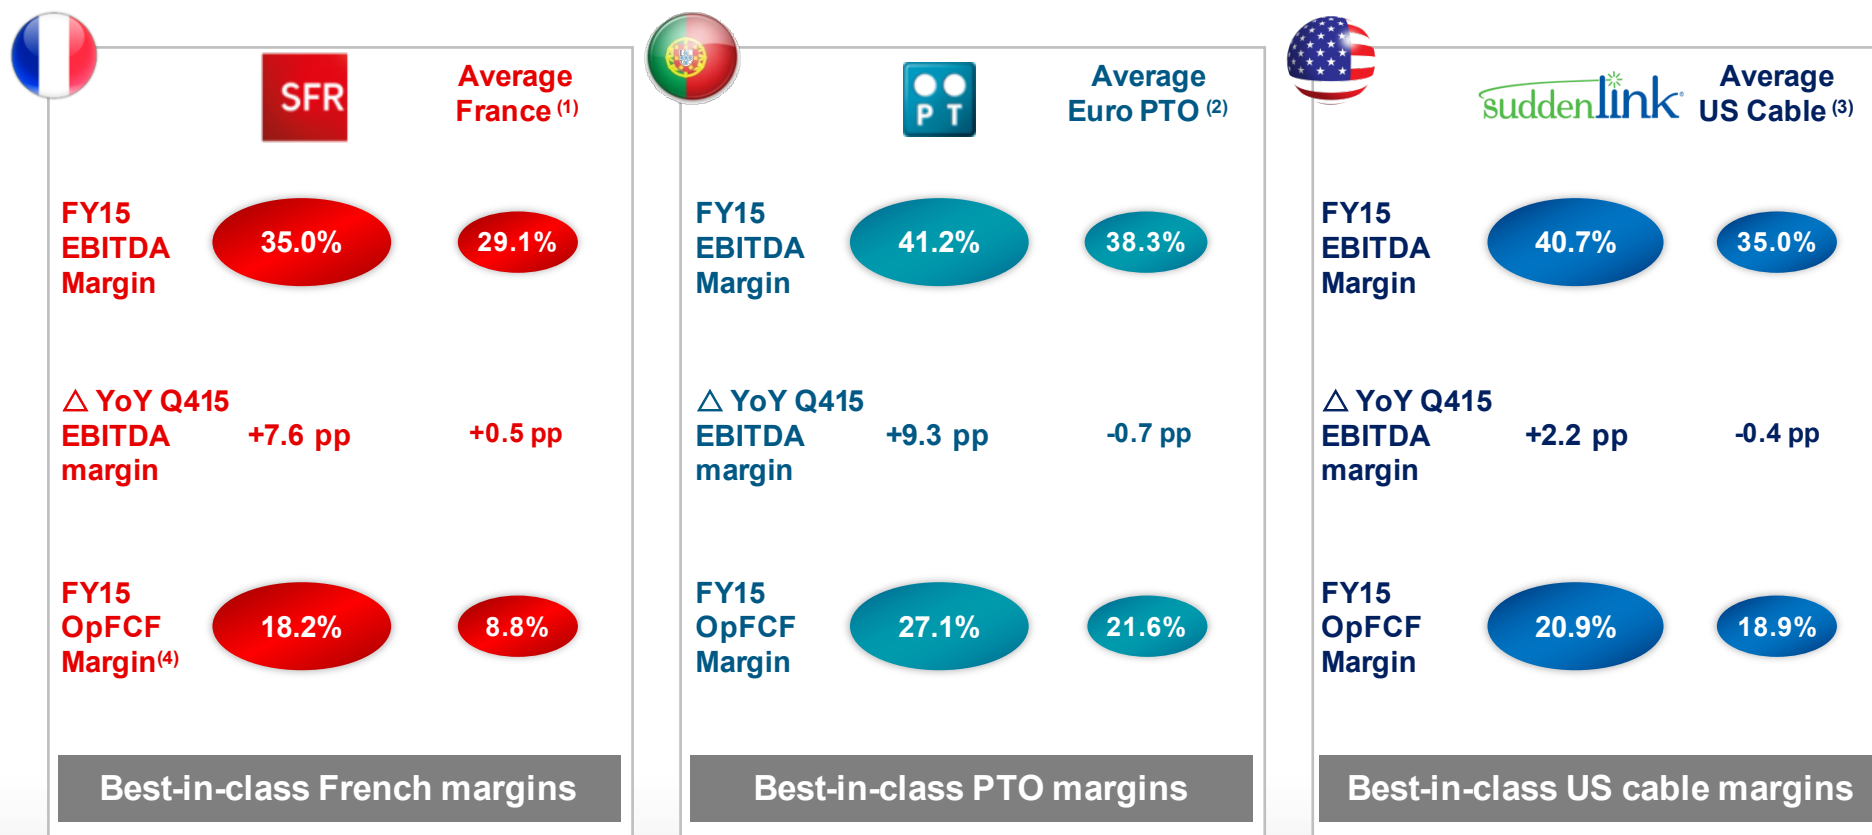 SFR
Average
France (1)
FY15
EBITDA
Margin
35.0%
29.1%
△ YoY Q415
EBITDA
margin
+7.6 pp
+0.5 pp
FY15
OpFCF
Margin(4)
18.2%
8.8%
Best-in-class French margins
P T
Average
Euro PTO (2)
FY15
EBITDA
Margin
41.2%
38.3%
△ YoY Q415
EBITDA
margin
+9.3 pp
-0.7 pp
FY15
OpFCF
Margin
27.1%
21.6%
Best-in-class PTO margins
suddenlink
Average
US Cable (3)
FY15
EBITDA
Margin
40.7%
35.0%
△ YoY Q415
EBITDA
margin
+2.2 pp
-0.4 pp
FY15
OpFCF
Margin
20.9%
18.9%
Best-in-class US cable margins